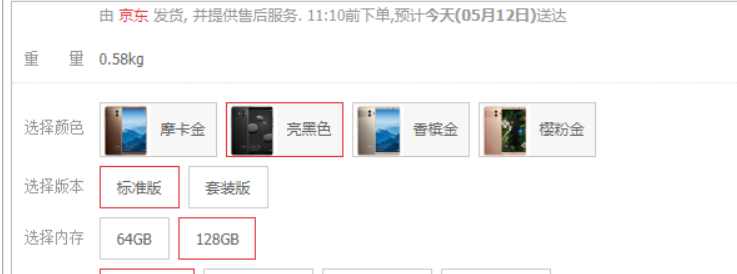 由 京东 发货, 并提供售后服务. 11:10前下单,预计今天(05月12日)送达
重 量 0.58kg
选择颜色 摩卡金 亮黑色 香槟金 樱粉金
选择版本 标准版 套装版
选择内存 64GB 128GB